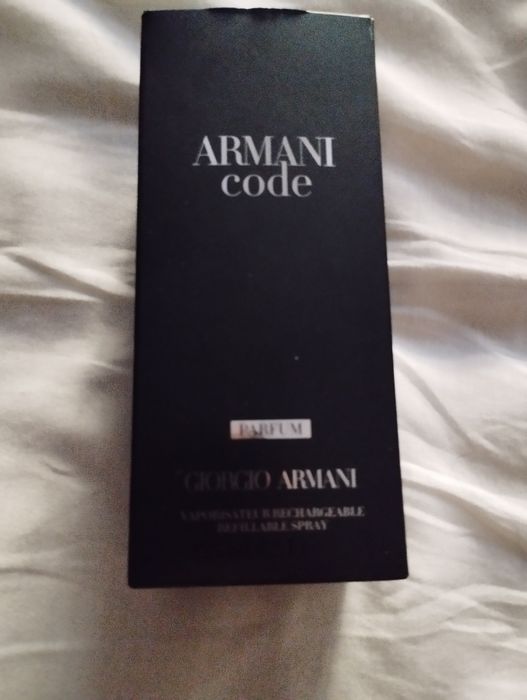 ARMANI
code
PARFUM
GIORGIO ARMANI
VAPORISATEUR RECHARGEABLE
REFILLABLE SPRAY